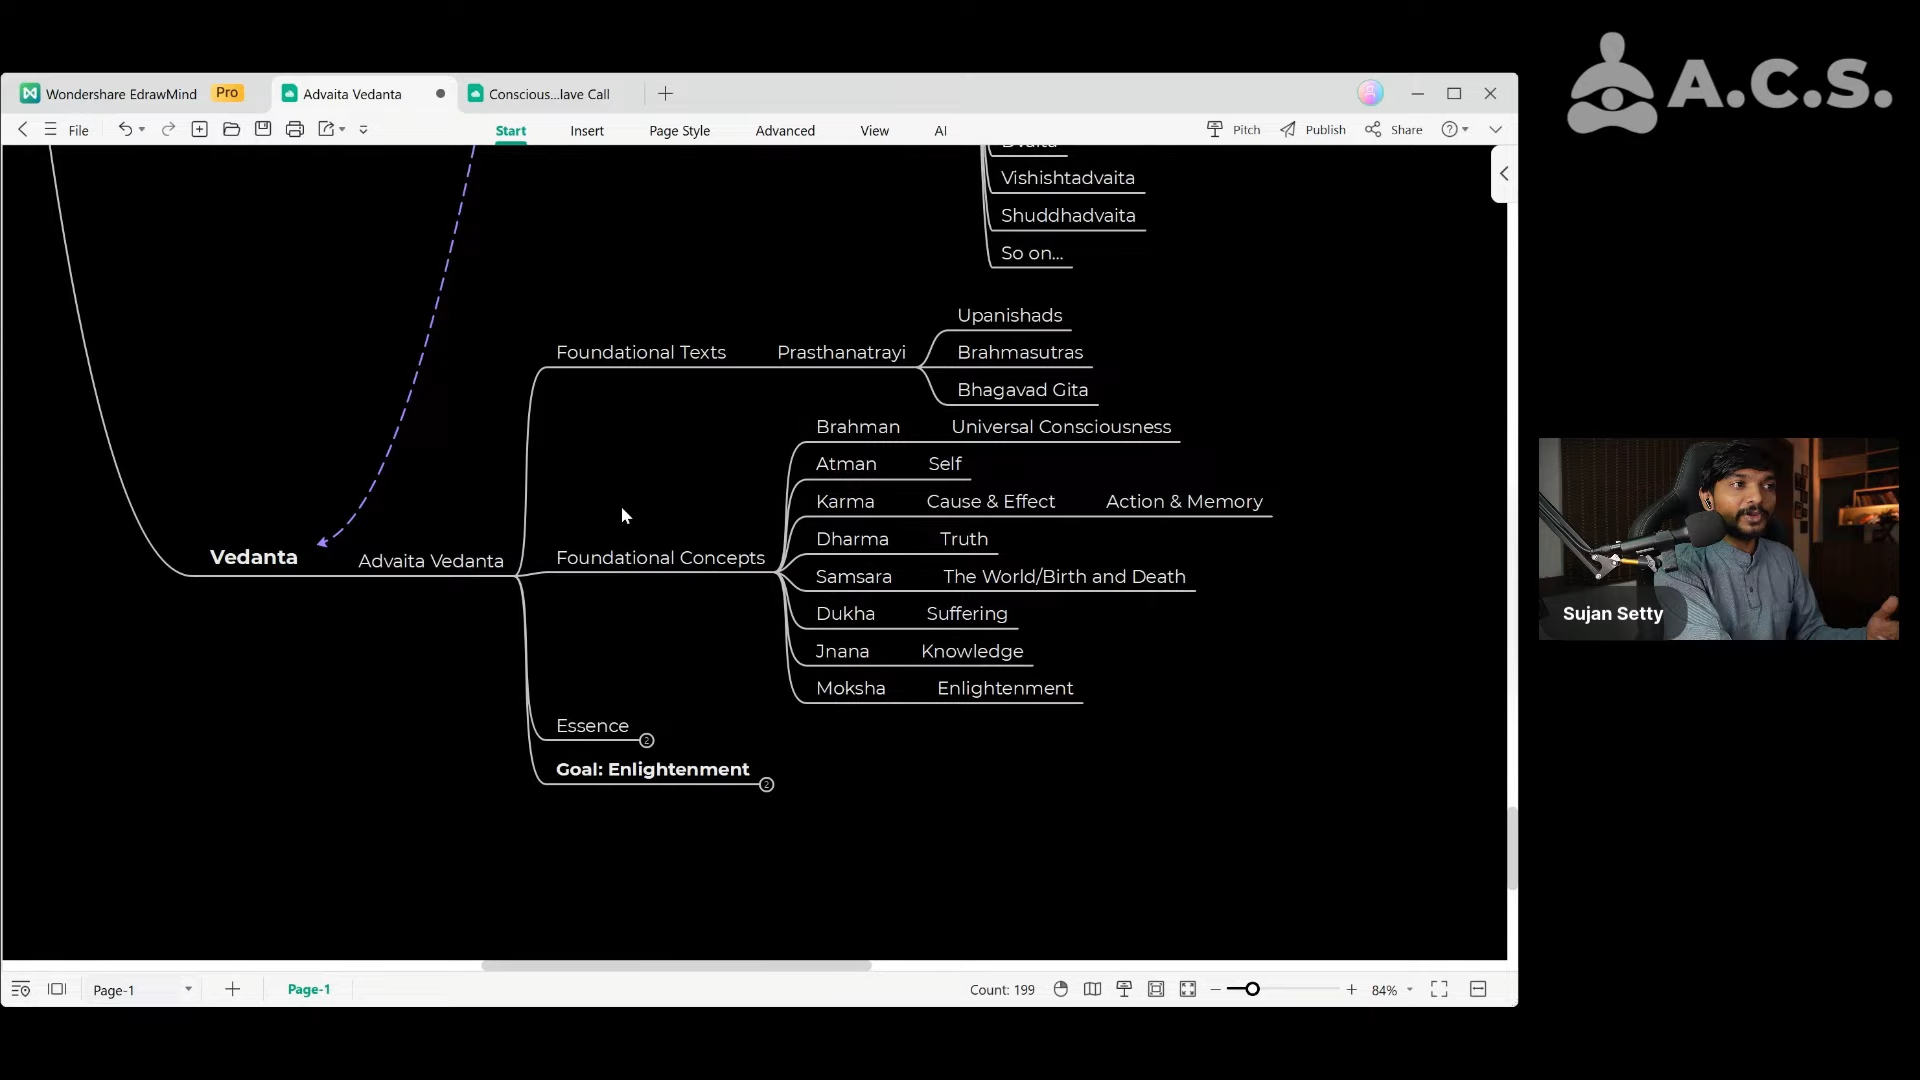 A.C.S.
Wondershare EdrawMind Pro
Advaita Vedanta
Conscious...lave Call
File
Start Insert Page Style Advanced View AI
Pitch Publish Share
Dvaita
Vishishtadvaita
Shuddhadvaita
So on...
Upanishads
Foundational Texts Prasthanatrayi Brahmasutras
Bhagavad Gita
Brahman Universal Consciousness
Atman Self
Karma Cause & Effect Action & Memory
Dharma Truth
Vedanta Advaita Vedanta Foundational Concepts
Samsara The World/Birth and Death
Dukha Suffering
Jnana Knowledge
Moksha Enlightenment
Essence 2
Goal: Enlightenment 2
Sujan Setty
Page-1 Page-1 Count: 199 84%